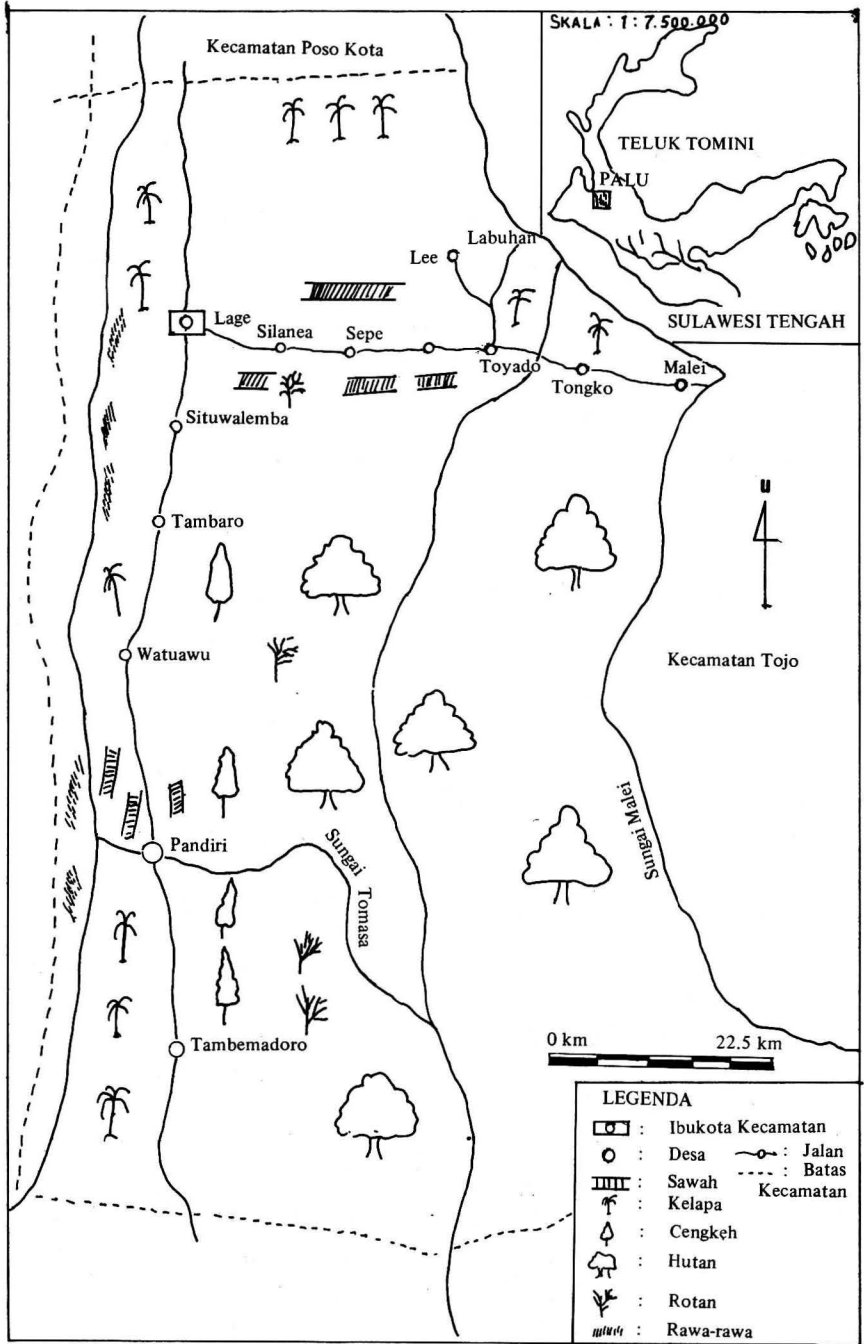 SKALA : 1 : 7.500.000
Kecamatan Poso Kota
TELUK TOMINI
PALU
SULAWESI TENGAH
Labuhan
Lee
Lage
Silanea
Sepe
Toyado
Tongko
Malei
Situwalemba
Tambaro
U
Watuawu
Kecamatan Tojo
Pandiri
Sungai Tomasa
Sungai Malei
Tambemadoro
0 km 22.5 km
LEGENDA
: Ibukota Kecamatan
: Desa : Jalan
: Sawah : Batas Kecamatan
: Kelapa
: Cengkeh
: Hutan
: Rotan
: Rawa-rawa